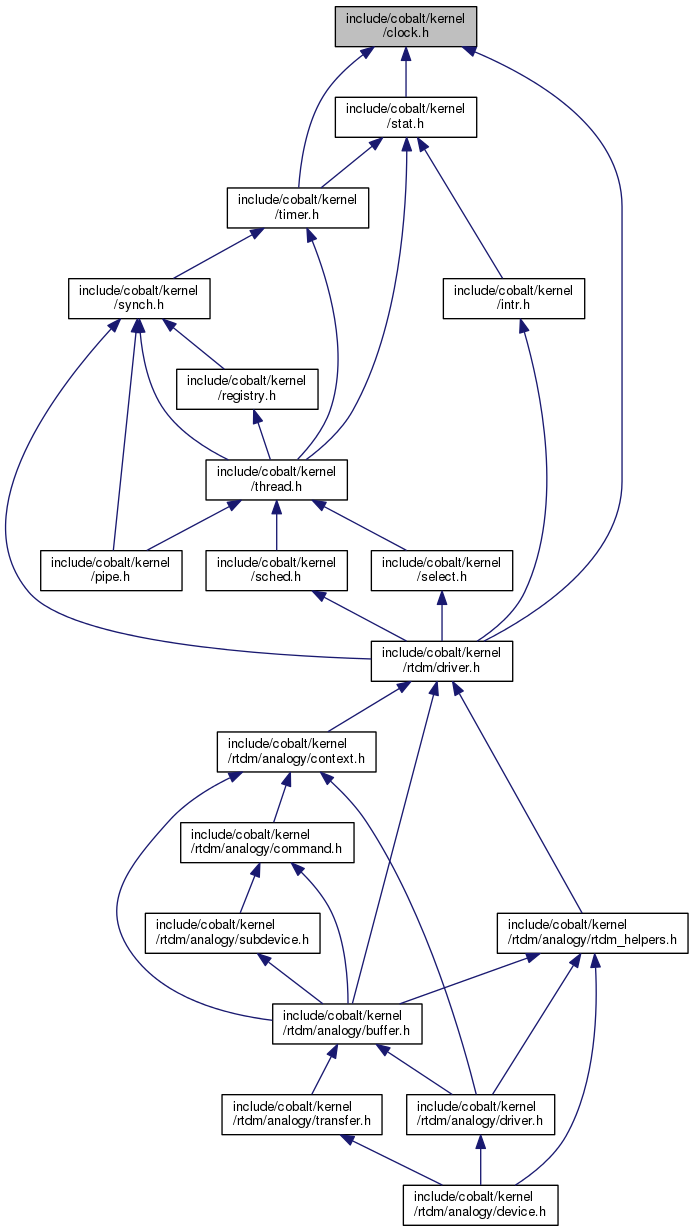 include/cobalt/kernel
/clock.h
include/cobalt/kernel
/stat.h
include/cobalt/kernel
/timer.h
include/cobalt/kernel
/synch.h
include/cobalt/kernel
/intr.h
include/cobalt/kernel
/registry.h
include/cobalt/kernel
/thread.h
include/cobalt/kernel
/pipe.h
include/cobalt/kernel
/sched.h
include/cobalt/kernel
/select.h
include/cobalt/kernel
/rtdm/driver.h
include/cobalt/kernel
/rtdm/analogy/context.h
include/cobalt/kernel
/rtdm/analogy/command.h
include/cobalt/kernel
/rtdm/analogy/subdevice.h
include/cobalt/kernel
/rtdm/analogy/rtdm_helpers.h
include/cobalt/kernel
/rtdm/analogy/buffer.h
include/cobalt/kernel
/rtdm/analogy/transfer.h
include/cobalt/kernel
/rtdm/analogy/driver.h
include/cobalt/kernel
/rtdm/analogy/device.h